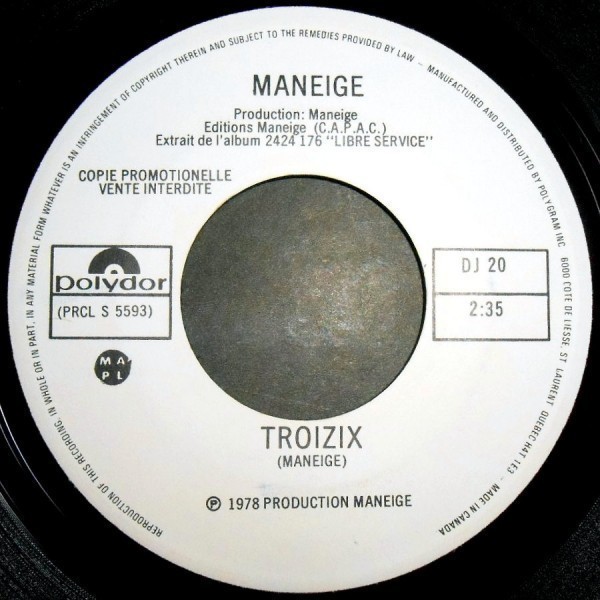 MANEIGE
Production: Maneige
Editions Maneige (C.A.P.A.C.)
Extrait de l'album 2424 176 "LIBRE SERVICE"
COPIE PROMOTIONELLE
VENTE INTERDITE
polydor
(PRCL S 5593)
DJ 20
2:35
M A
P L
TROIZIX
(MANEIGE)
℗ 1978 PRODUCTION MANEIGE
REPRODUCTION OF THIS RECORDING, IN WHOLE OR IN PART, IN ANY MATERIAL FORM WHATEVER IS AN INFRINGEMENT OF COPYRIGHT THEREIN AND SUBJECT TO THE REMEDIES PROVIDED BY LAW - MANUFACTURED AND DISTRIBUTED BY POLYGRAM INC 6000 COTE DE LIESSE, ST. LAURENT QUEBEC H4T 1E3 - MADE IN CANADA